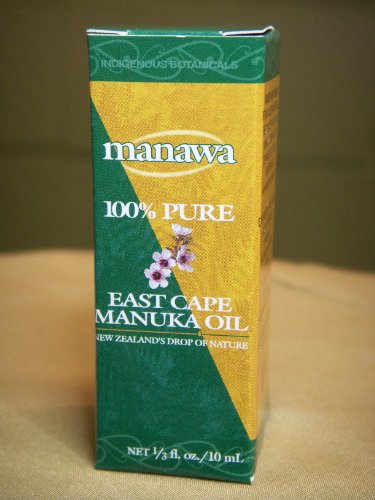 INDIGENOUS BOTANICALS
manawa
100% PURE
EAST CAPE
MANUKA OIL
NEW ZEALAND'S DROP OF NATURE
NET 1/3 fl. oz./10 mL